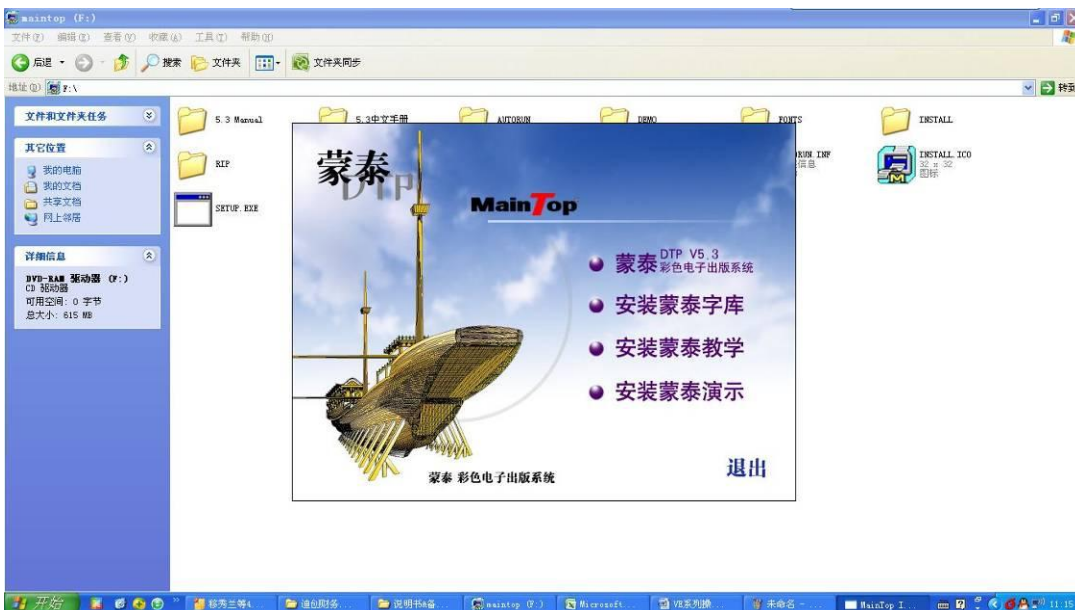 maintop (F:)
文件(F) 编辑(E) 查看(V) 收藏(A) 工具(T) 帮助(H)
后退 搜索 文件夹 文件夹同步
地址(D) F:\ 转到
文件和文件夹任务
其它位置
我的电脑
我的文档
共享文档
网上邻居
详细信息
DVD-RAM 驱动器 (F:)
CD 驱动器
可用空间: 0 字节
总大小: 615 MB
5.3 Manual
5.3中文手册
AUTORUN
DEMO
FONTS
INSTALL
RIP
INSTALL.ICO
32 x 32
图标
SETUP.EXE
蒙泰
DTP
MainTop
蒙泰 DTP V5.3
彩色电子出版系统
安装蒙泰字库
安装蒙泰教学
安装蒙泰演示
退出
蒙泰 彩色电子出版系统
开始
maintop (F:)
Microsoft...
未命名 - ...
MainTop I...
11:15